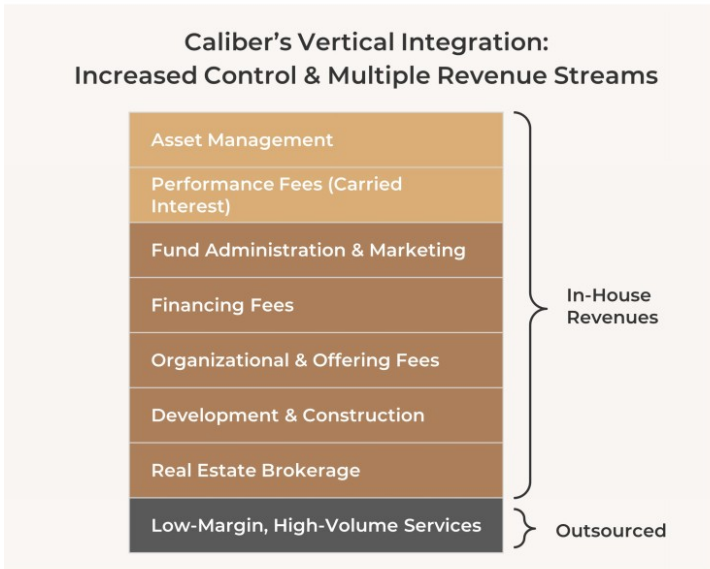 Caliber’s Vertical Integration:
Increased Control & Multiple Revenue Streams
Asset Management
Performance Fees (Carried
Interest)
Fund Administration & Marketing
Financing Fees
Organizational & Offering Fees
Development & Construction
Real Estate Brokerage
In-House
Revenues
Low-Margin, High-Volume Services
Outsourced